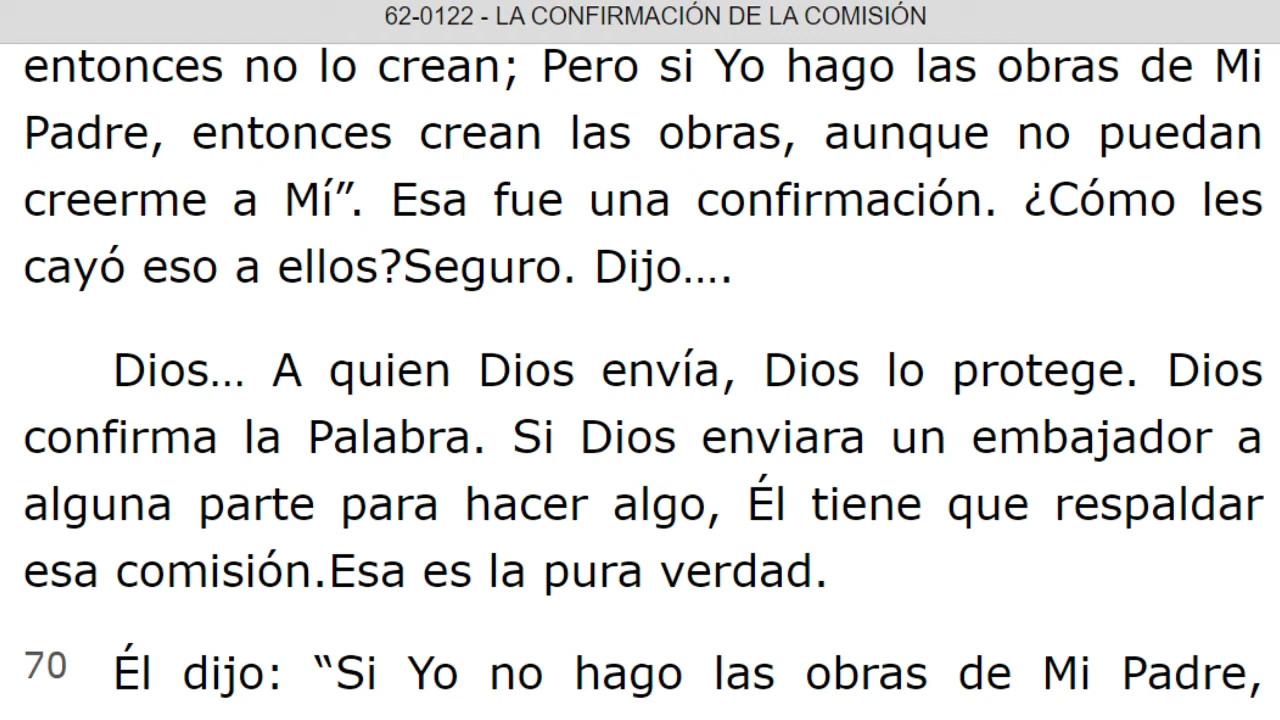 62-0122 - LA CONFIRMACIÓN DE LA COMISIÓN
entonces no lo crean; Pero si Yo hago las obras de Mi
Padre, entonces crean las obras, aunque no puedan
creerme a Mí”. Esa fue una confirmación. ¿Cómo les
cayó eso a ellos?Seguro. Dijo….
Dios… A quien Dios envía, Dios lo protege. Dios
confirma la Palabra. Si Dios enviara un embajador a
alguna parte para hacer algo, Él tiene que respaldar
esa comisión.Esa es la pura verdad.
70 Él dijo: “Si Yo no hago las obras de Mi Padre,